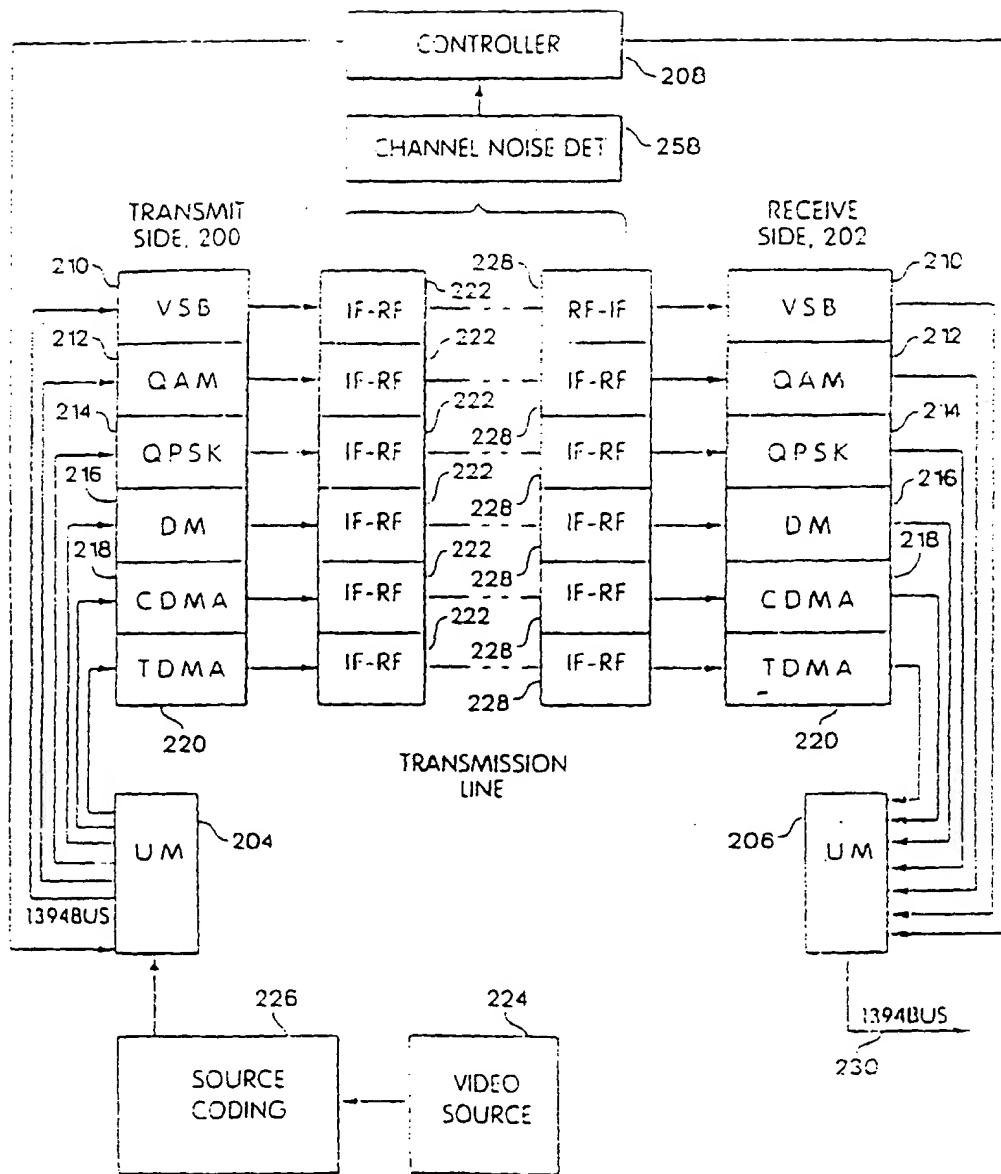 CONTROLLER
208
CHANNEL NOISE DET
258
TRANSMIT
SIDE, 200
RECEIVE
SIDE, 202
210
VSB
222
IF-RF
228
RF-IF
VSB
210
212
QAM
222
IF-RF
IF-RF
QAM
212
214
QPSK
222
IF-RF
228
IF-RF
QPSK
214
216
DM
222
IF-RF
228
IF-RF
DM
216
218
CDMA
222
IF-RF
228
IF-RF
CDMA
218
TDMA
222
IF-RF
228
IF-RF
228
TDMA
220
220
TRANSMISSION
LINE
UM
204
206
UM
1394BUS
226
224
SOURCE
CODING
VIDEO
SOURCE
1394BUS
230